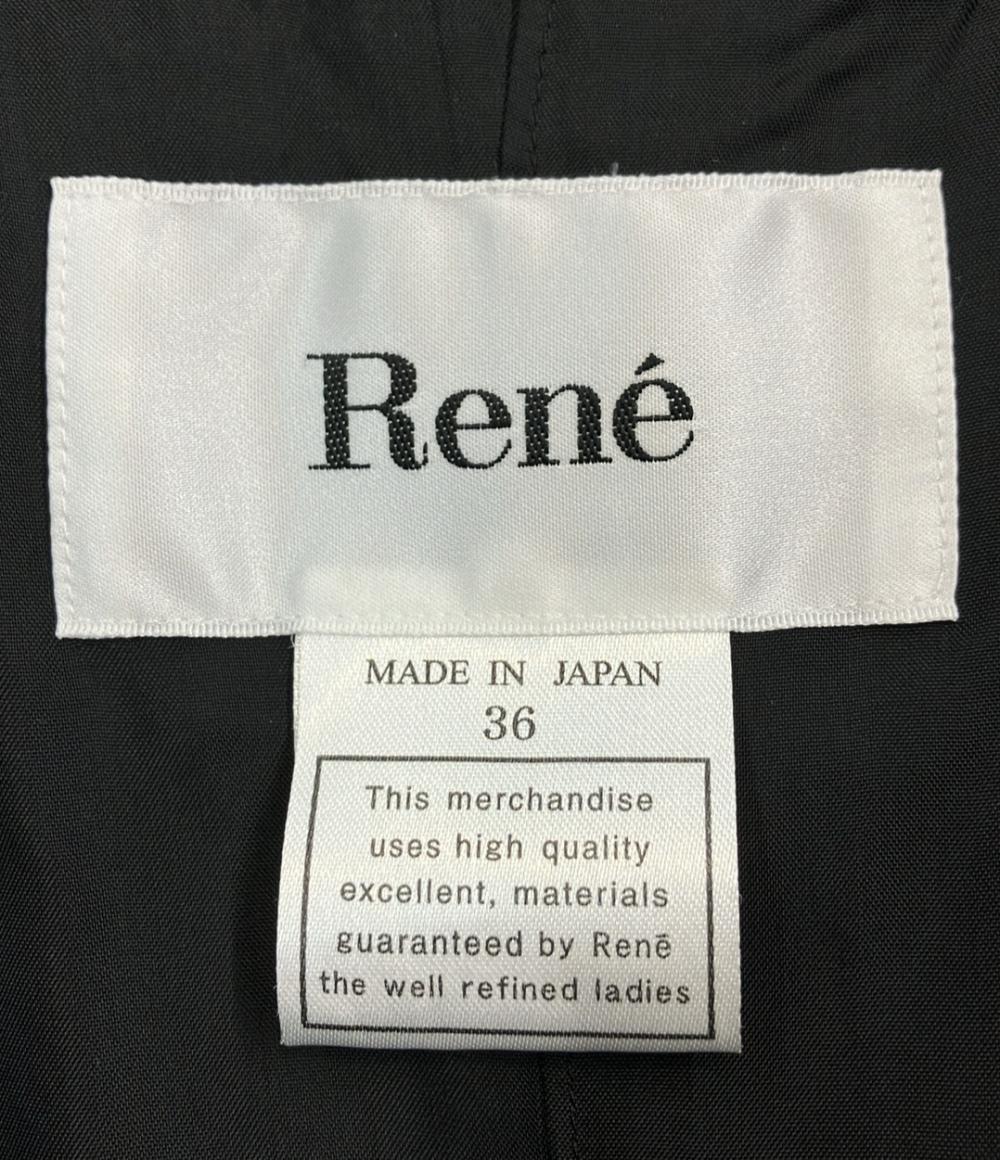 René
MADE IN JAPAN
36
This merchandise
uses high quality
excellent, materials
guaranteed by Renē
the well refined ladies